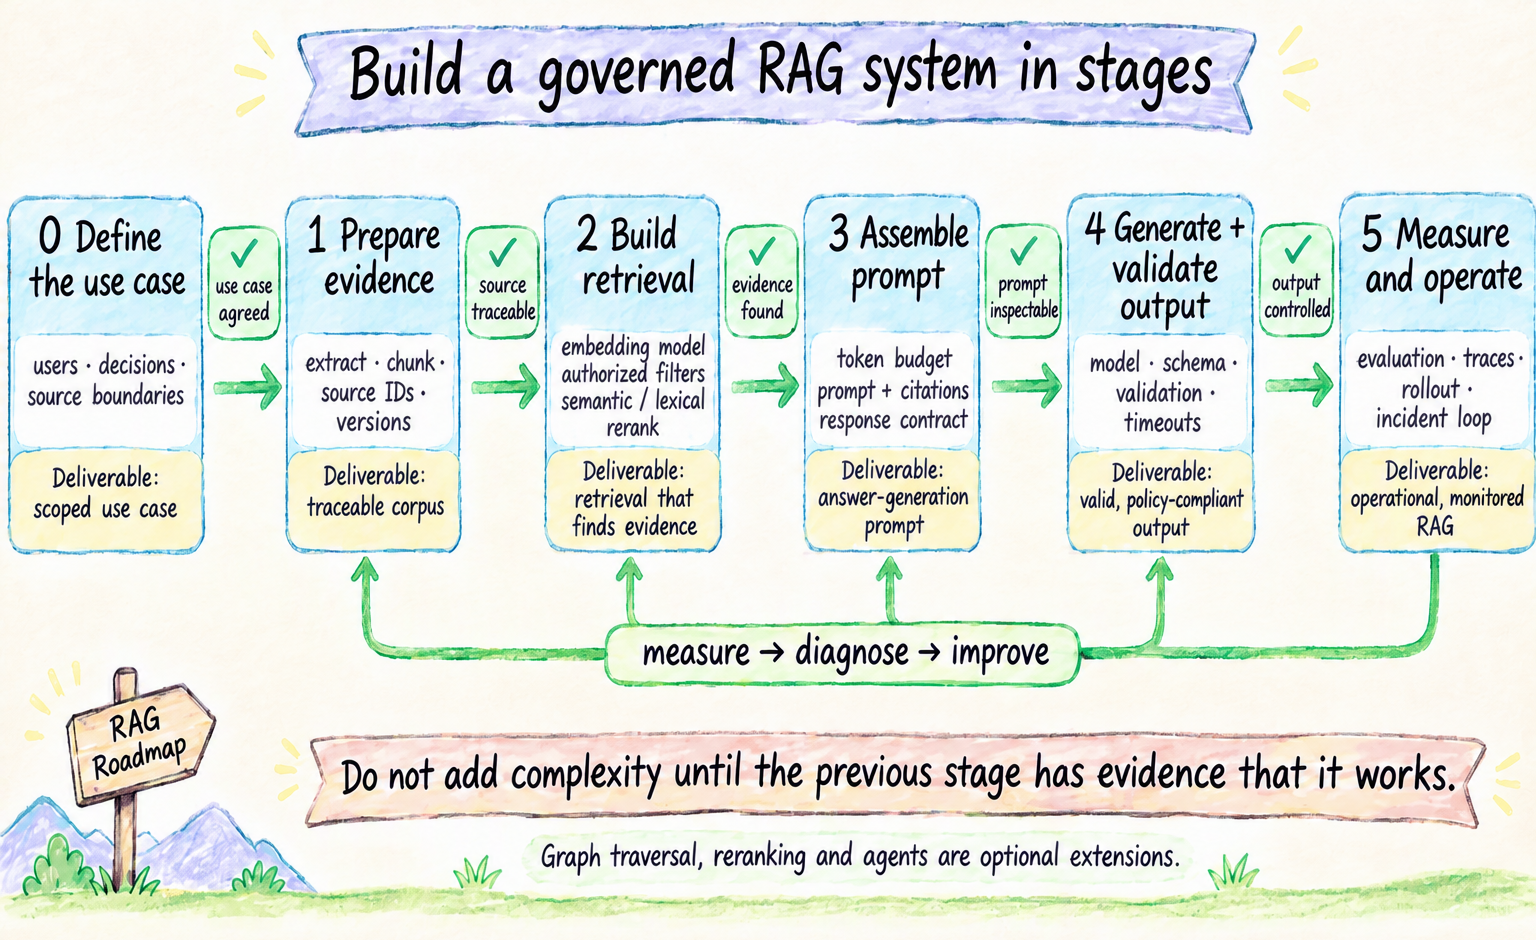 Build a governed RAG system in stages
0 Define
the use case
users · decisions ·
source boundaries
Deliverable:
scoped use case
✓
use case
agreed
1 Prepare
evidence
extract · chunk ·
source IDs ·
versions
Deliverable:
traceable corpus
✓
source
traceable
2 Build
retrieval
embedding model
authorized filters
semantic / lexical
rerank
Deliverable:
retrieval that
finds evidence
✓
evidence
found
3 Assemble
prompt
token budget
prompt + citations
response contract
Deliverable:
answer-generation
prompt
✓
prompt
inspectable
4 Generate +
validate
output
model · schema ·
validation ·
timeouts
Deliverable:
valid, policy-compliant
output
✓
output
controlled
5 Measure
and operate
evaluation · traces ·
rollout ·
incident loop
Deliverable:
operational, monitored
RAG
measure → diagnose → improve
RAG
Roadmap
Do not add complexity until the previous stage has evidence that it works.
Graph traversal, reranking and agents are optional extensions.